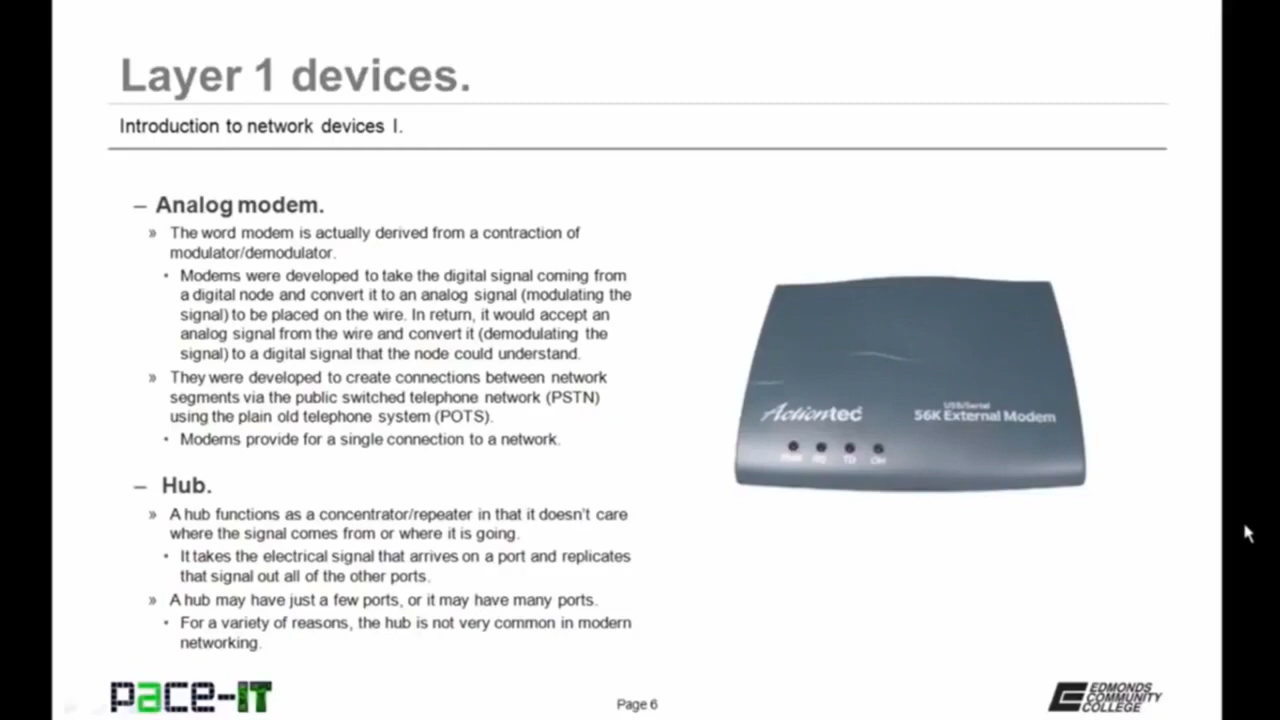 Layer 1 devices.
Introduction to network devices I.
– Analog modem.
» The word modem is actually derived from a contraction of
modulator/demodulator.
• Modems were developed to take the digital signal coming from
a digital node and convert it to an analog signal (modulating the
signal) to be placed on the wire. In return, it would accept an
analog signal from the wire and convert it (demodulating the
signal) to a digital signal that the node could understand.
» They were developed to create connections between network
segments via the public switched telephone network (PSTN)
using the plain old telephone system (POTS).
• Modems provide for a single connection to a network.
– Hub.
» A hub functions as a concentrator/repeater in that it doesn't care
where the signal comes from or where it is going.
• It takes the electrical signal that arrives on a port and replicates
that signal out all of the other ports.
» A hub may have just a few ports, or it may have many ports.
• For a variety of reasons, the hub is not very common in modern
networking.
Actiontec
USB/Serial
56K External Modem
TD
pace-IT
Page 6
EDMONDS
COMMUNITY
COLLEGE